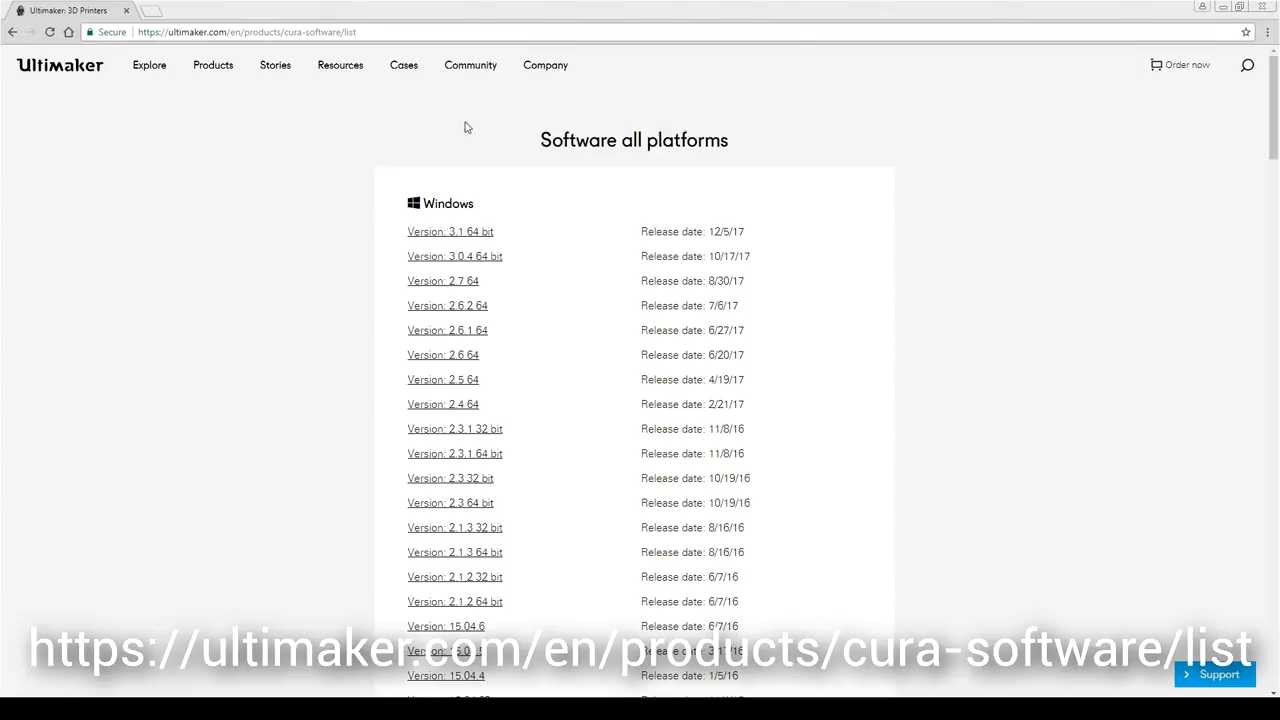 Ultimaker: 3D Printers
Secure https://ultimaker.com/en/products/cura-software/list
Ultimaker Explore Products Stories Resources Cases Community Company Order now
Software all platforms
Windows
Version: 3.1 64 bit Release date: 12/5/17
Version: 3.0.4 64 bit Release date: 10/17/17
Version: 2.7 64 Release date: 8/30/17
Version: 2.6.2 64 Release date: 7/6/17
Version: 2.6.1 64 Release date: 6/27/17
Version: 2.6 64 Release date: 6/20/17
Version: 2.5 64 Release date: 4/19/17
Version: 2.4 64 Release date: 2/21/17
Version: 2.3.1 32 bit Release date: 11/8/16
Version: 2.3.1 64 bit Release date: 11/8/16
Version: 2.3 32 bit Release date: 10/19/16
Version: 2.3 64 bit Release date: 10/19/16
Version: 2.1.3 32 bit Release date: 8/16/16
Version: 2.1.3 64 bit Release date: 8/16/16
Version: 2.1.2 32 bit Release date: 6/7/16
Version: 2.1.2 64 bit Release date: 6/7/16
Version: 15.04.6 Release date: 6/7/16
https://ultimaker.com/en/products/cura-software/list
Version: 15.04.4 Release date: 1/5/16
Support